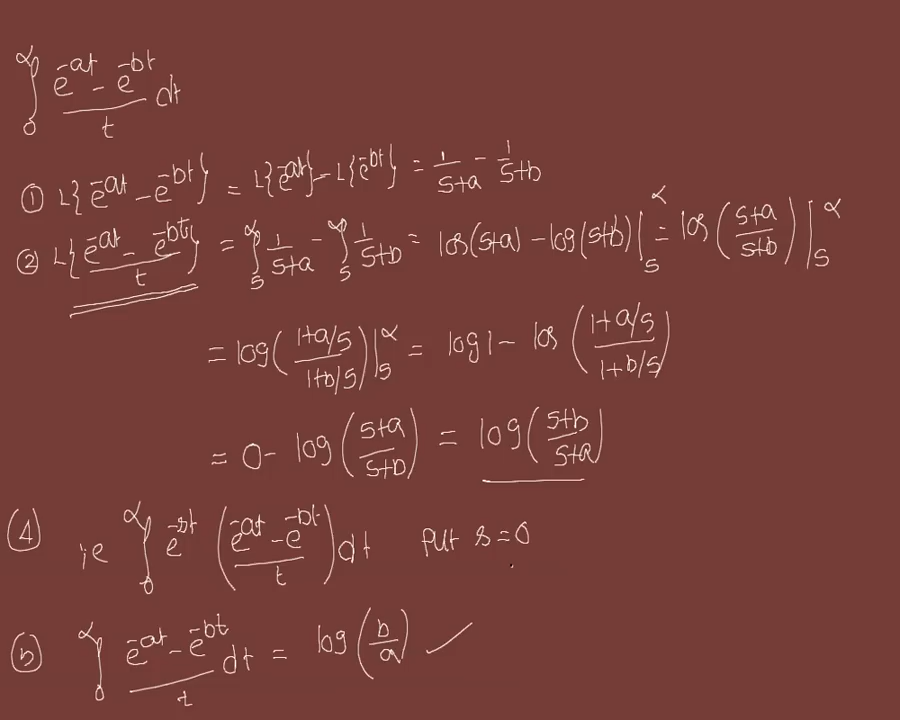 ∫₀^∞ (e^-at - e^-bt)/t dt
① L{e^-at - e^-bt} = L{e^-at} - L{e^-bt} = 1/(s+a) - 1/(s+b)
② L{(e^-at - e^-bt)/t} = ∫ₛ^∞ 1/(s+a) - ∫ₛ^∞ 1/(s+b) = log(s+a) - log(s+b) |ₛ^∞ = log((s+a)/(s+b)) |ₛ^∞
= log((1+a/s)/(1+b/s)) |ₛ^∞ = log 1 - log((1+a/s)/(1+b/s))
= 0 - log((s+a)/(s+b)) = log((s+b)/(s+a))
④ ie ∫₀^∞ e^-st ((e^-at - e^-bt)/t) dt put s=0
⑤ ∫₀^∞ (e^-at - e^-bt)/t dt = log(b/a) ✓